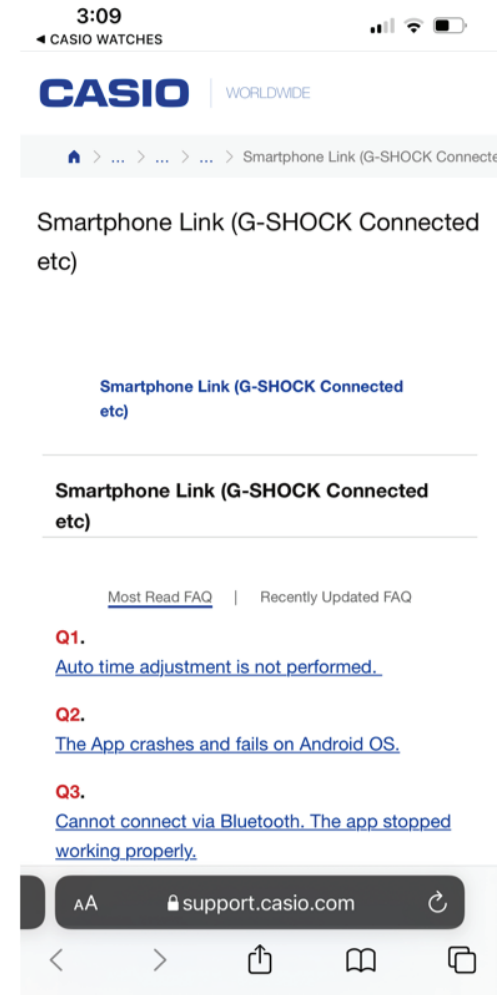 3:09
◀ CASIO WATCHES
CASIO WORLDWIDE
> ... > ... > ... > Smartphone Link (G-SHOCK Connecte
Smartphone Link (G-SHOCK Connected
etc)
Smartphone Link (G-SHOCK Connected
etc)
Smartphone Link (G-SHOCK Connected
etc)
Most Read FAQ | Recently Updated FAQ
Q1.
Auto time adjustment is not performed.
Q2.
The App crashes and fails on Android OS.
Q3.
Cannot connect via Bluetooth. The app stopped
working properly.
AA support.casio.com